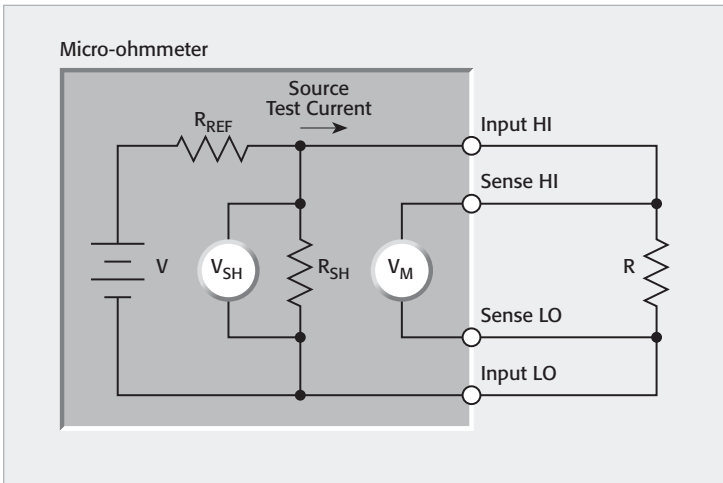 Micro-ohmmeter
Source
Test Current
R_REF
Input HI
Sense HI
V
V_SH
R_SH
V_M
R
Sense LO
Input LO